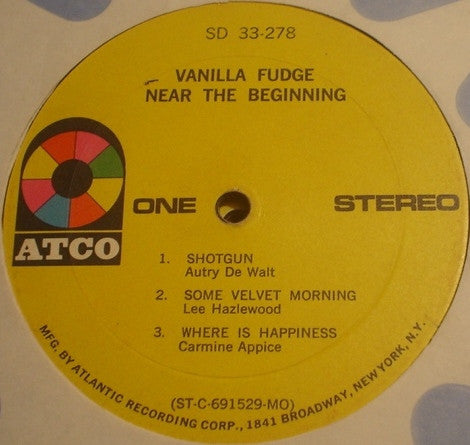 SD 33-278
VANILLA FUDGE
NEAR THE BEGINNING
ATCO
ONE
STEREO
1. SHOTGUN
Autry De Walt
2. SOME VELVET MORNING
Lee Hazlewood
3. WHERE IS HAPPINESS
Carmine Appice
(ST-C-691529-MO)
MFG. BY ATLANTIC RECORDING CORP., 1841 BROADWAY, NEW YORK, N.Y.